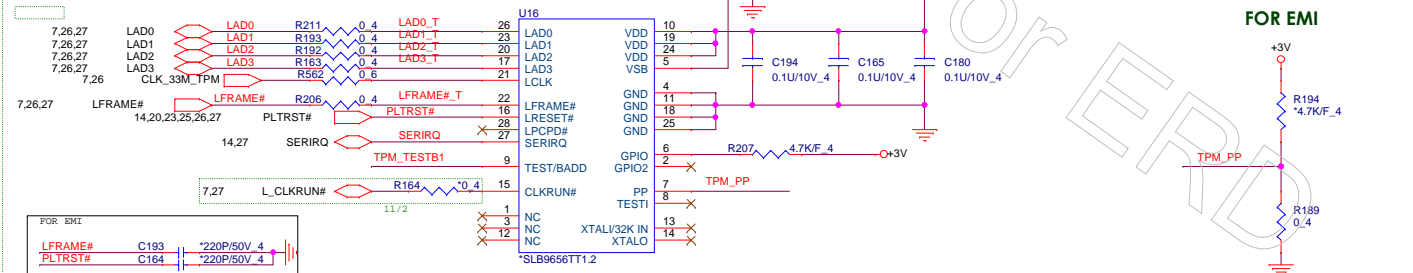 U16
FOR EMI
7,26,27 LAD0 LAD0 R211 0_4 LAD0_T 26 LAD0 VDD 10
7,26,27 LAD1 LAD1 R193 0_4 LAD1_T 23 LAD1 VDD 19
7,26,27 LAD2 LAD2 R192 0_4 LAD2_T 20 LAD2 VDD 24
7,26,27 LAD3 LAD3 R163 0_4 LAD3_T 17 LAD3 VSB 5
7,26 CLK_33M_TPM R562 0_6 21 LCLK
C194 0.1U/10V_4
C165 0.1U/10V_4
C180 0.1U/10V_4
+3V
GND 4
7,26,27 LFRAME# LFRAME# R206 0_4 LFRAME#_T 22 LFRAME# GND 11
14,20,23,25,26,27 PLTRST# PLTRST# 16 LRESET# GND 18
28 LPCPD# GND 25
14,27 SERIRQ SERIRQ 27 SERIRQ
R194
*4.7K/F_4
GPIO 6 R207 4.7K/F_4 +3V
TPM_TESTB1 9 TEST/BADD GPIO2 2
TPM_PP
7,27 L_CLKRUN# R164 *0_4 15 CLKRUN# PP 7 TPM_PP
TESTI 8
11/2
R189
0_4
1 NC
3 NC XTALI/32K IN 13
12 NC XTALO 14
*SLB9656TT1.2
FOR EMI
LFRAME# C193 *220P/50V_4
PLTRST# C164 *220P/50V_4
or ERD